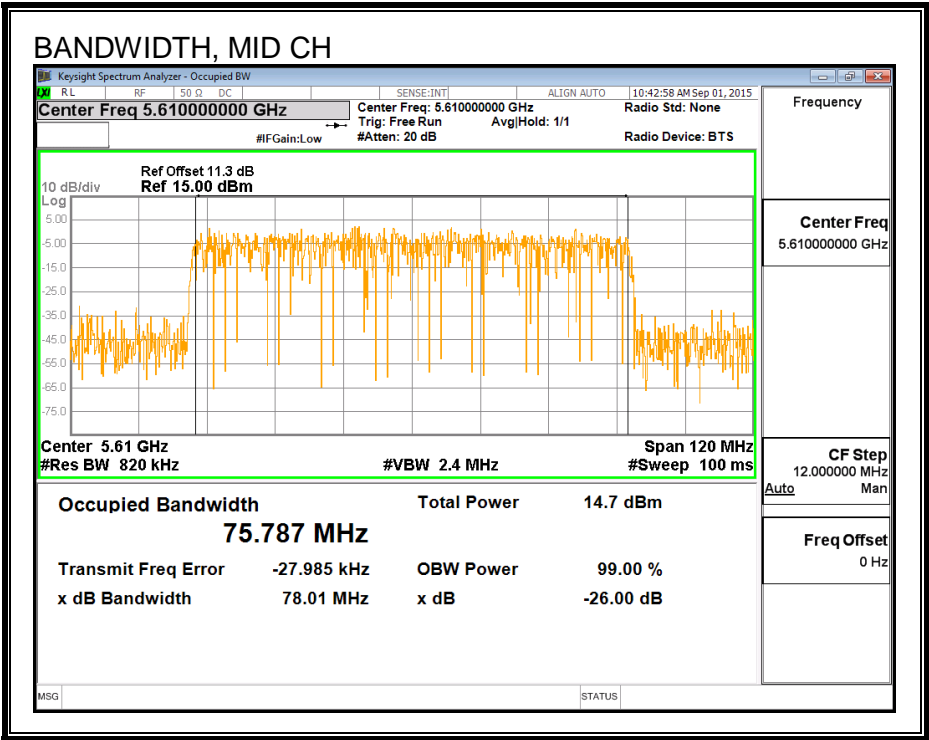 BANDWIDTH, MID CH
Keysight Spectrum Analyzer - Occupied BW
LXI RL RF 50 Ω DC SENSE:INT ALIGN AUTO 10:42:58 AM Sep 01, 2015
Center Freq 5.610000000 GHz
Center Freq: 5.610000000 GHz
Radio Std: None
Trig: Free Run Avg|Hold: 1/1
#IFGain:Low #Atten: 20 dB Radio Device: BTS
Ref Offset 11.3 dB
10 dB/div Ref 15.00 dBm
Log
5.00
-5.00
-15.0
-25.0
-35.0
-45.0
-55.0
-65.0
-75.0
Center 5.61 GHz Span 120 MHz
#Res BW 820 kHz #VBW 2.4 MHz #Sweep 100 ms
Occupied Bandwidth Total Power 14.7 dBm
75.787 MHz
Transmit Freq Error -27.985 kHz OBW Power 99.00 %
x dB Bandwidth 78.01 MHz x dB -26.00 dB
MSG STATUS
Frequency
Center Freq
5.610000000 GHz
CF Step
12.000000 MHz
Auto Man
Freq Offset
0 Hz